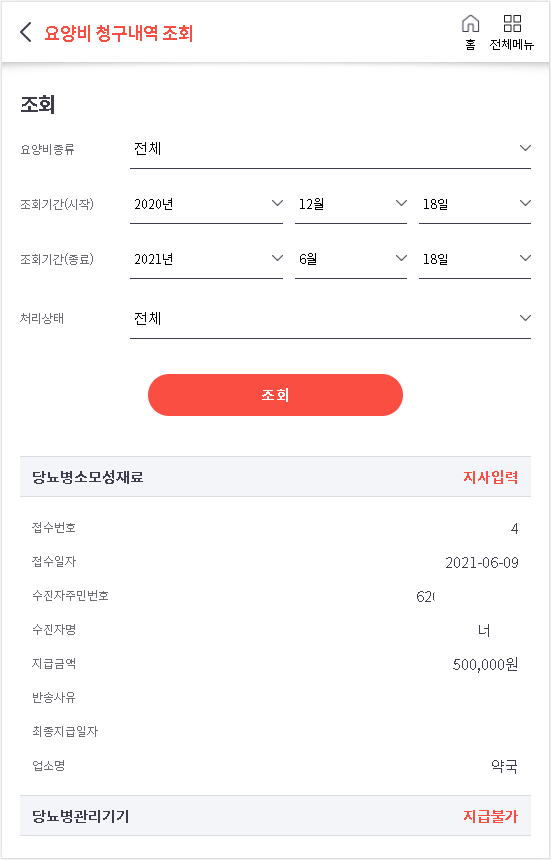 요양비 청구내역 조회
홈 전체메뉴
조회
요양비종류 전체
조회기간(시작) 2020년 12월 18일
조회기간(종료) 2021년 6월 18일
처리상태 전체
조회
당뇨병소모성재료 지사입력
접수번호 4
접수일자 2021-06-09
수진자주민번호 62
수진자명
지급금액 500,000원
반송사유
최종지급일자
업소명 약국
당뇨병관리기기 지급불가